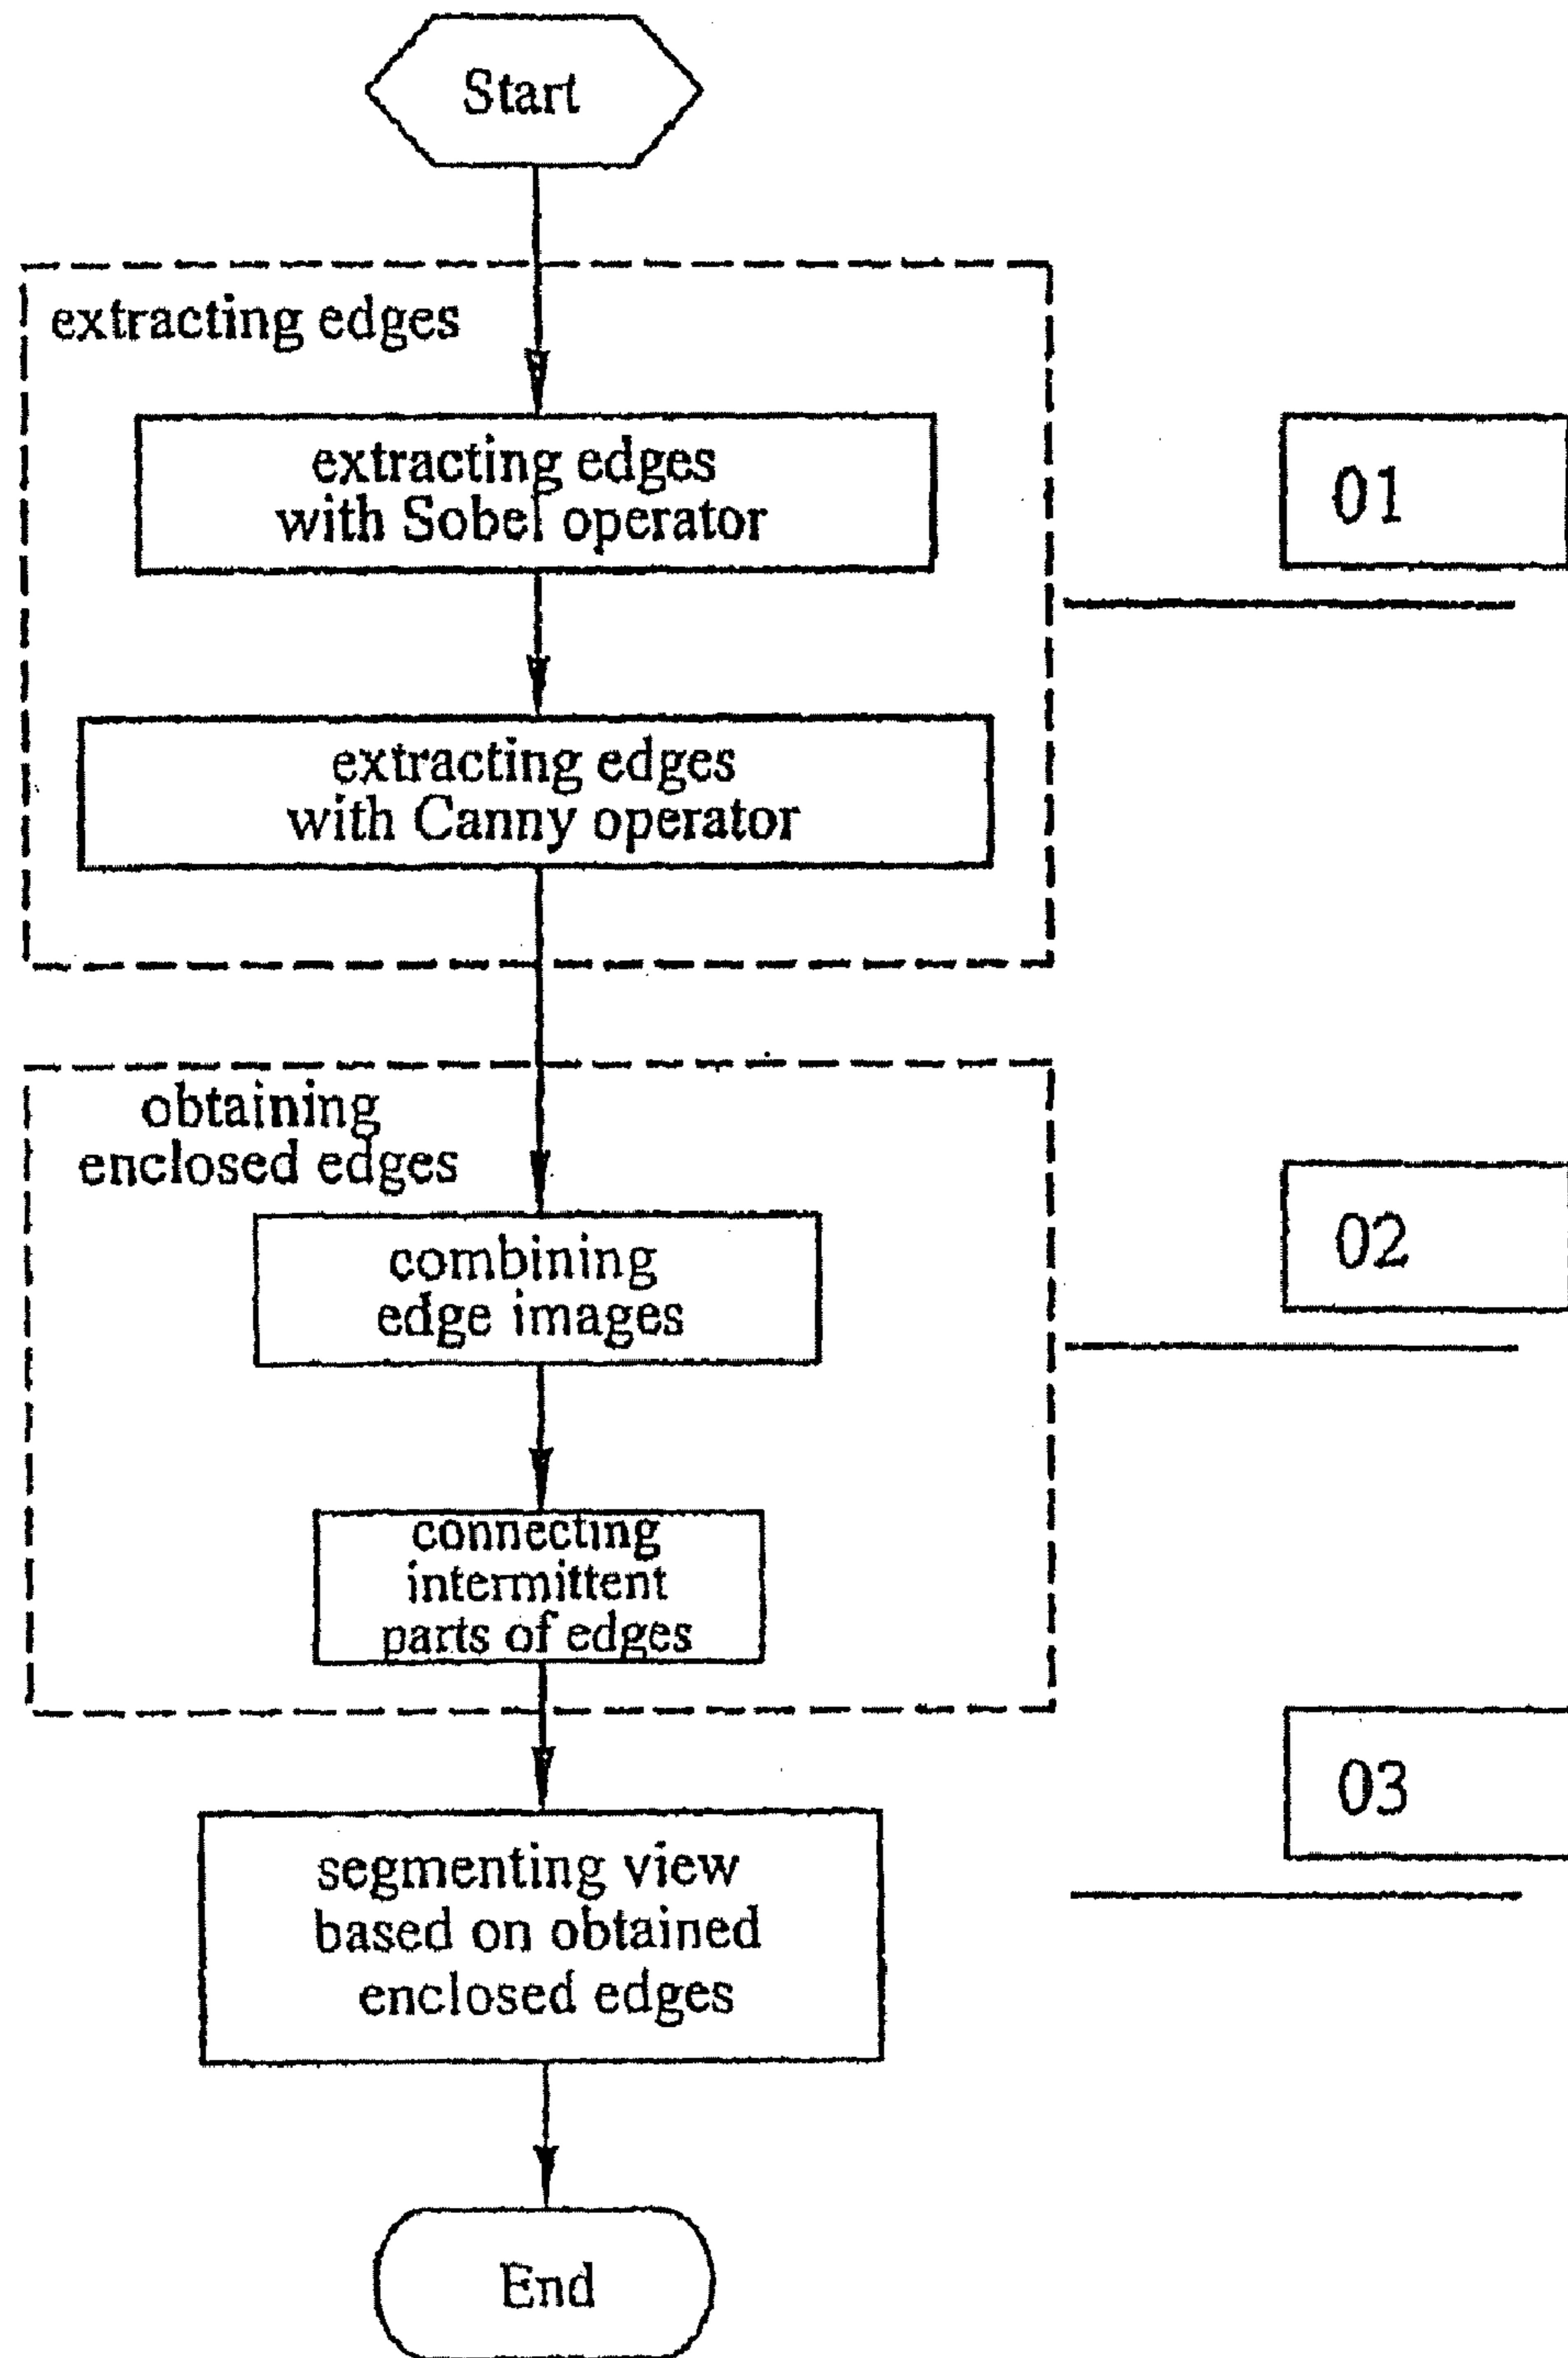 Start
extracting edges
extracting edges
with Sobel operator
01
extracting edges
with Canny operator
obtaining
enclosed edges
combining
edge images
02
connecting
intermittent
parts of edges
03
segmenting view
based on obtained
enclosed edges
End